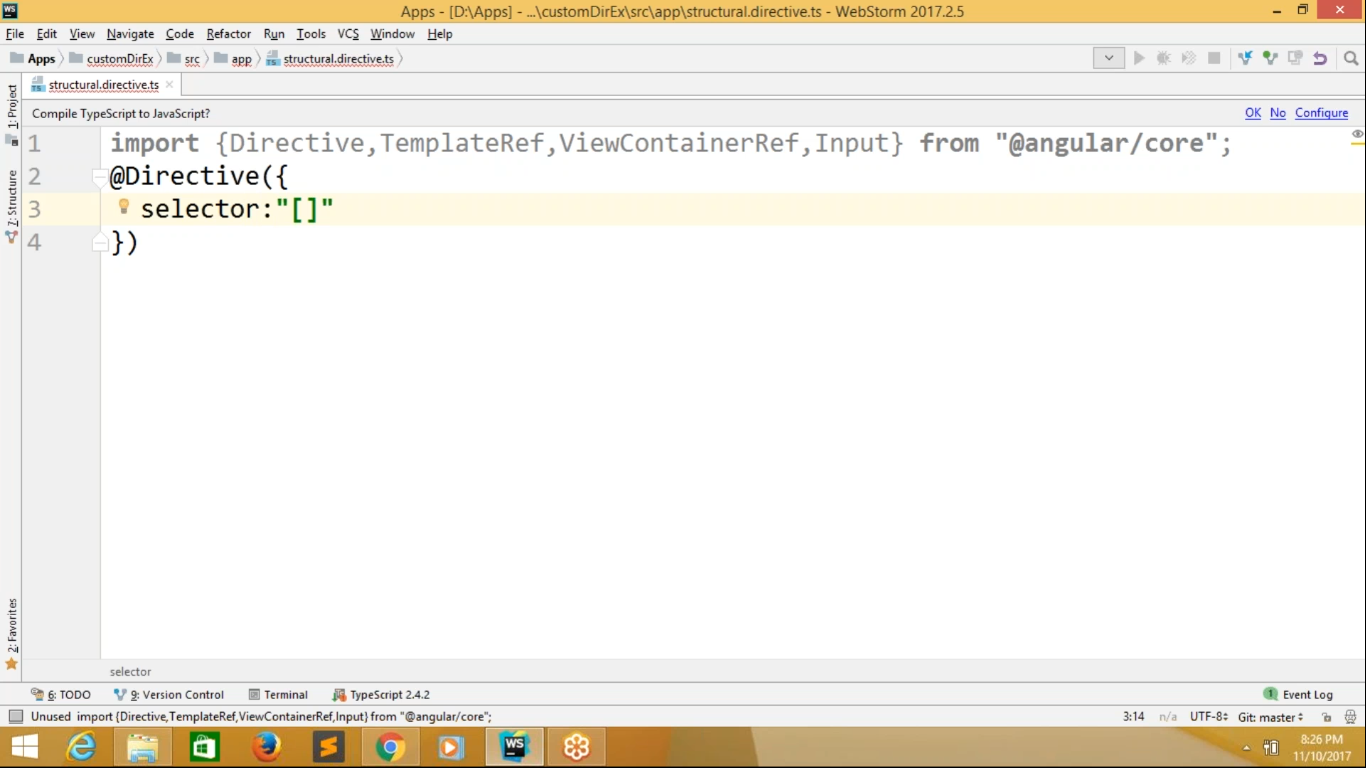 WS
Apps - [D:\Apps] - ...\customDirEx\src\app\structural.directive.ts - WebStorm 2017.2.5
File Edit View Navigate Code Refactor Run Tools VCS Window Help
Apps customDirEx src app structural.directive.ts
structural.directive.ts
1: Project
Compile TypeScript to JavaScript? OK No Configure
1 import {Directive,TemplateRef,ViewContainerRef,Input} from "@angular/core";
2 @Directive({
3 selector:"[]"
4 })
7: Structure
2: Favorites
selector
6: TODO 9: Version Control Terminal TypeScript 2.4.2 1 Event Log
Unused import {Directive,TemplateRef,ViewContainerRef,Input} from "@angular/core"; 3:14 n/a UTF-8 Git: master
WS
8:26 PM
11/10/2017